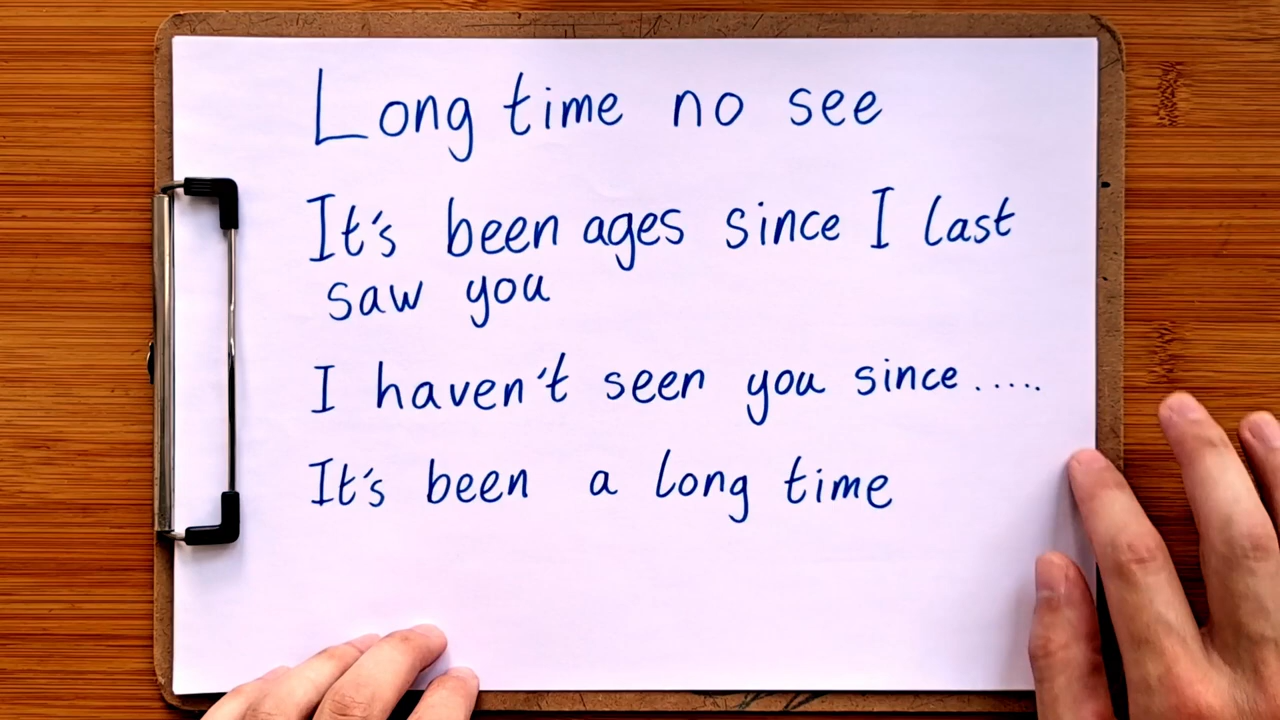 Long time no see
It's been ages since I last
saw you
I haven't seen you since.....
It's been a long time